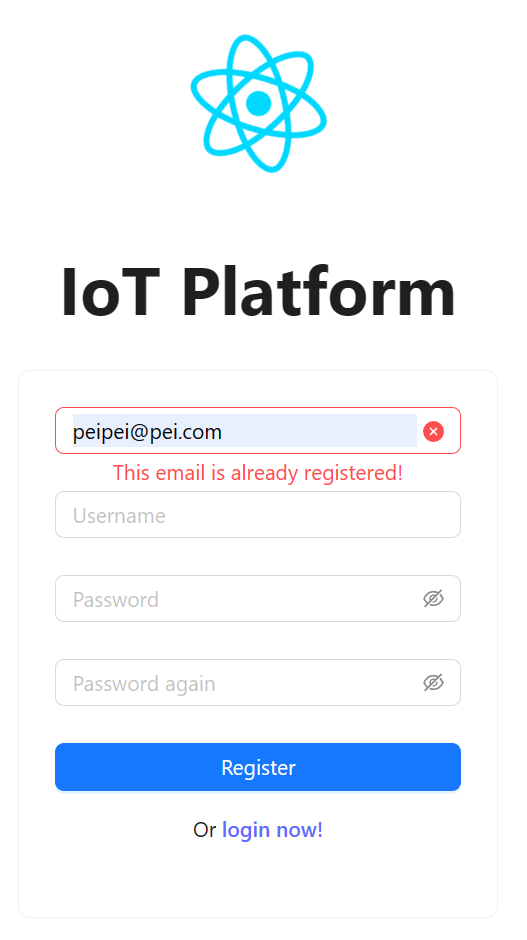 IoT Platform
peipei@pei.com
This email is already registered!
Username
Password
Password again
Register
Or login now!